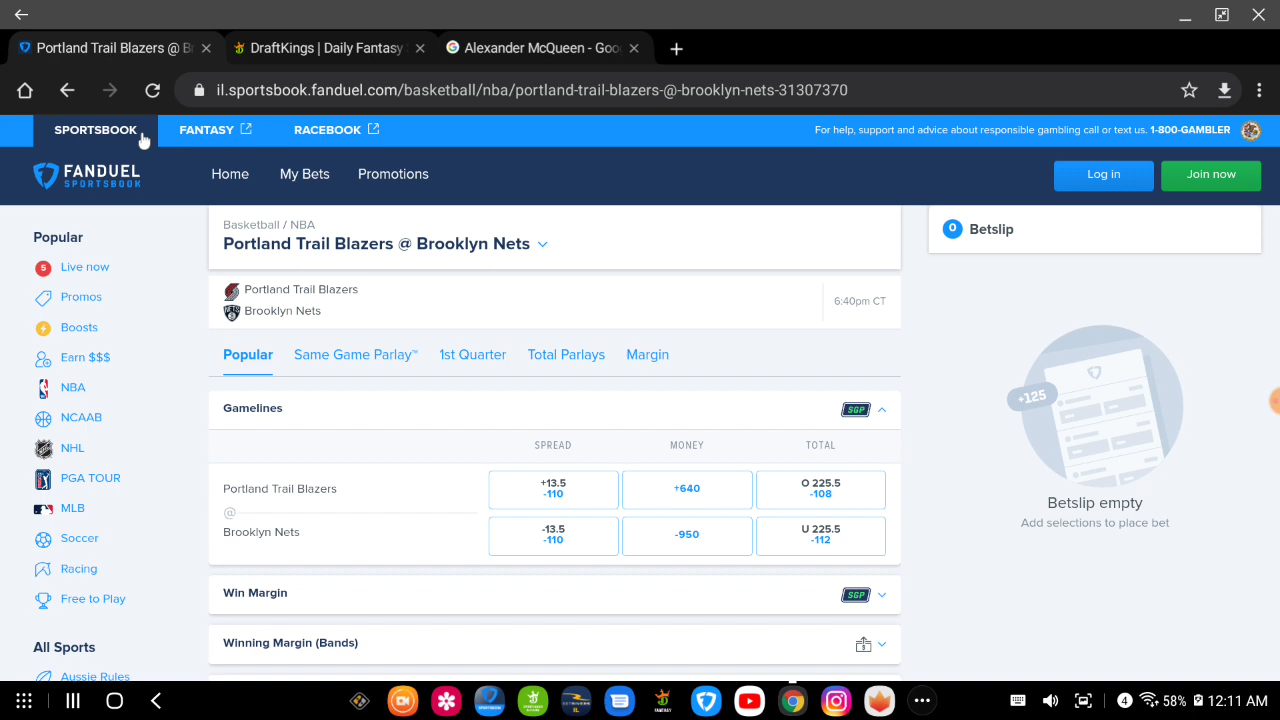 Portland Trail Blazers @ B
DraftKings | Daily Fantasy
Alexander McQueen - Goo
il.sportsbook.fanduel.com/basketball/nba/portland-trail-blazers-@-brooklyn-nets-31307370
SPORTSBOOK
FANTASY
RACEBOOK
For help, support and advice about responsible gambling call or text us. 1-800-GAMBLER
FANDUEL
SPORTSBOOK
Home
My Bets
Promotions
Log in
Join now
Popular
5
Live now
Promos
Boosts
Earn $$$
NBA
NCAAB
NHL
PGA TOUR
MLB
Soccer
Racing
Free to Play
All Sports
Aussie Rules
Basketball / NBA
Portland Trail Blazers @ Brooklyn Nets
Portland Trail Blazers
Brooklyn Nets
6:40pm CT
Popular
Same Game Parlay™
1st Quarter
Total Parlays
Margin
Gamelines
SGP
SPREAD
MONEY
TOTAL
Portland Trail Blazers
+13.5
-110
+640
O 225.5
-108
@
Brooklyn Nets
-13.5
-110
-950
U 225.5
-112
Win Margin
SGP
Winning Margin (Bands)
0
Betslip
+125
Betslip empty
Add selections to place bet
4
58%
12:11 AM